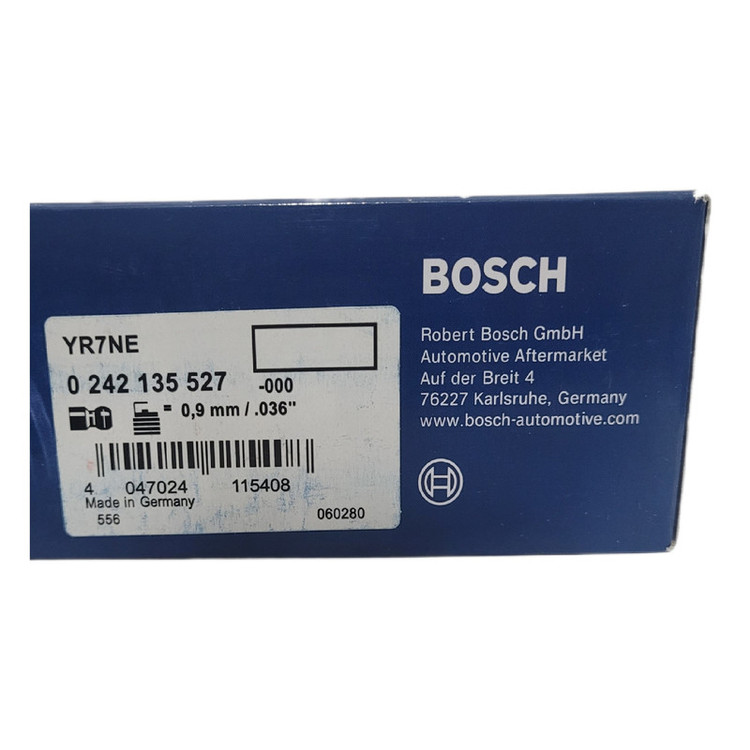 BOSCH
Robert Bosch GmbH
Automotive Aftermarket
Auf der Breit 4
76227 Karlsruhe, Germany
www.bosch-automotive.com
YR7NE
0 242 135 527 -000
= 0,9 mm / .036"
4 047024 115408
Made in Germany
556 060280